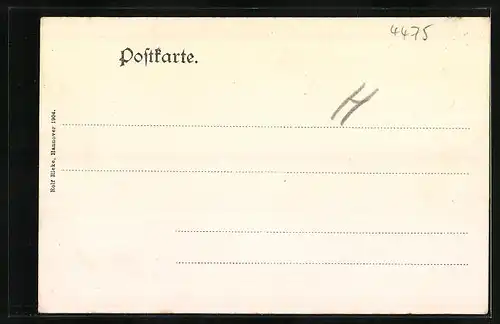 4475
Postkarte.
H
Rolf Rieke, Hannover 1904.